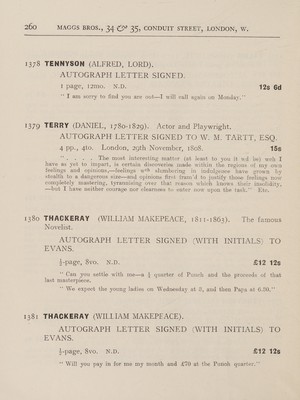 260 MAGGS BROS., 34 & 35, CONDUIT STREET, LONDON, W.
1378 TENNYSON (ALFRED, LORD).
AUTOGRAPH LETTER SIGNED.
1 page, 12mo. N.D. 12s 6d
" I am sorry to find you are out—I will call again on Monday."
1379 TERRY (DANIEL, 1780-1829). Actor and Playwright.
AUTOGRAPH LETTER SIGNED TO W. M. TARTT, ESQ.
4 pp., 4to. London, 29th November, 1808. 15s
" . . . . The most interesting matter (at least to you it wd be) wch I
have as yet to impart, is certain discoveries made within the regions of my own
feelings and opinions,—feelings wch slumbering in indolence have grown by
stealth to a dangerous size—and opinions first from'd to justify those feelings now
completely mastering, tyranising over that reason which knows their insolidity,
—but I have neither courage nor clearness to enter now upon the task." Etc.
1380 THACKERAY (WILLIAM MAKEPEACE, 1811-1863). The famous
Novelist.
AUTOGRAPH LETTER SIGNED (WITH INITIALS) TO
EVANS.
½-page, 8vo. N.D. £12 12s
" Can you settle with me—a ½ quarter of Punch and the proceeds of that
last masterpiece.
" We expect the young ladies on Wednesday at 3, and then Papa at 6.30."
1381 THACKERAY (WILLIAM MAKEPEACE).
AUTOGRAPH LETTER SIGNED (WITH INITIALS) TO
EVANS.
½-page, 8vo. N.D. £12 12s
" Will you pay in for me my month and £70 at the Punch quarter."